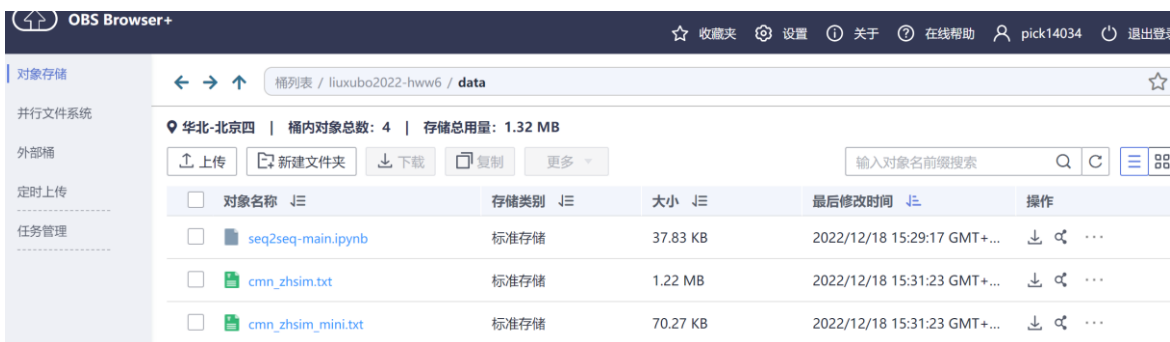 OBS Browser+
收藏夹 设置 关于 在线帮助 pick14034 退出登录
对象存储
并行文件系统
外部桶
定时上传
任务管理
桶列表 / liuxubo2022-hww6 / data
华北-北京四 | 桶内对象总数：4 | 存储总用量：1.32 MB
上传 新建文件夹 下载 复制 更多 输入对象名前缀搜索
对象名称 存储类别 大小 最后修改时间 操作
seq2seq-main.ipynb 标准存储 37.83 KB 2022/12/18 15:29:17 GMT+...
cmn_zhsim.txt 标准存储 1.22 MB 2022/12/18 15:31:23 GMT+...
cmn_zhsim_mini.txt 标准存储 70.27 KB 2022/12/18 15:31:23 GMT+...